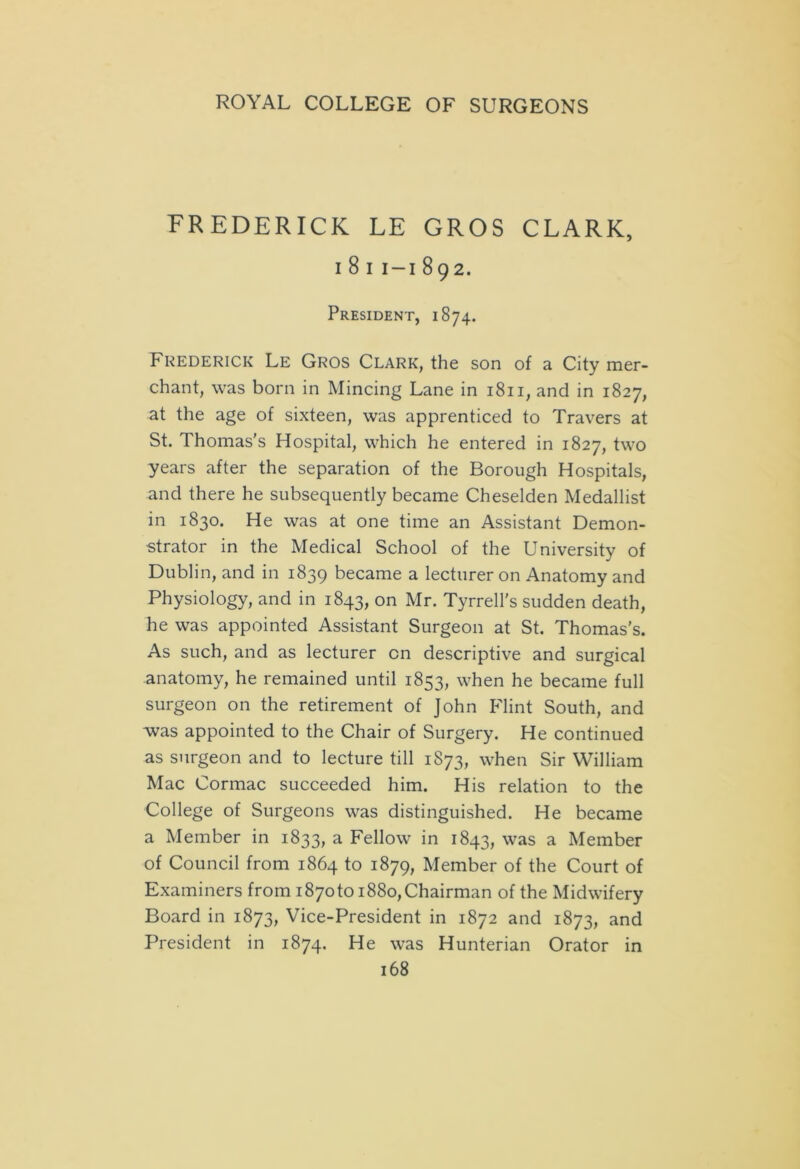 ROYAL COLLEGE OF SURGEONS
FREDERICK LE GROS CLARK,
1811–1892.
PRESIDENT, 1874.
FREDERICK LE GROS CLARK, the son of a City mer-
chant, was born in Mincing Lane in 1811, and in 1827,
at the age of sixteen, was apprenticed to Travers at
St. Thomas's Hospital, which he entered in 1827, two
years after the separation of the Borough Hospitals,
and there he subsequently became Cheselden Medallist
in 1830. He was at one time an Assistant Demon-
strator in the Medical School of the University of
Dublin, and in 1839 became a lecturer on Anatomy and
Physiology, and in 1843, on Mr. Tyrrell's sudden death,
he was appointed Assistant Surgeon at St. Thomas's.
As such, and as lecturer on descriptive and surgical
anatomy, he remained until 1853, when he became full
surgeon on the retirement of John Flint South, and
was appointed to the Chair of Surgery. He continued
as surgeon and to lecture till 1873, when Sir William
Mac Cormac succeeded him. His relation to the
College of Surgeons was distinguished. He became
a Member in 1833, a Fellow in 1843, was a Member
of Council from 1864 to 1879, Member of the Court of
Examiners from 1870 to 1880, Chairman of the Midwifery
Board in 1873, Vice-President in 1872 and 1873, and
President in 1874. He was Hunterian Orator in
168